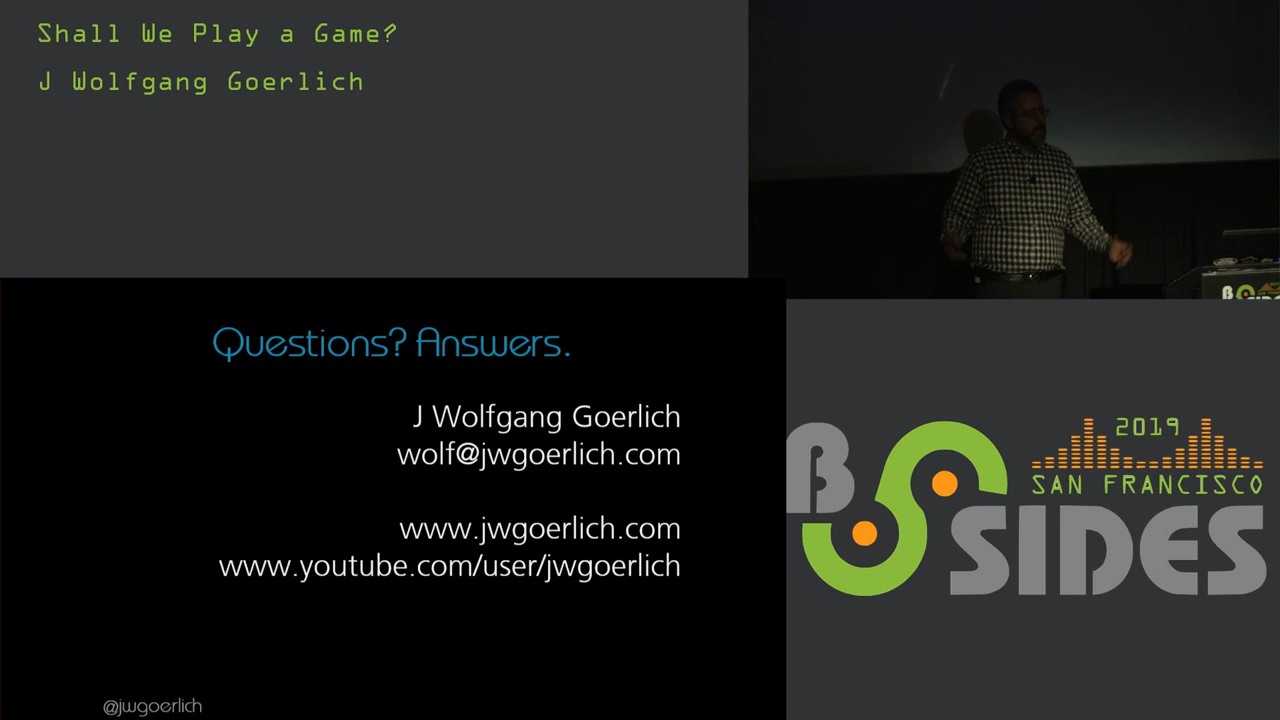 Shall We Play a Game?
J Wolfgang Goerlich
Questions? Answers.
J Wolfgang Goerlich
wolf@jwgoerlich.com
www.jwgoerlich.com
www.youtube.com/user/jwgoerlich
@jwgoerlich
2019
SAN FRANCISCO
BSIDES